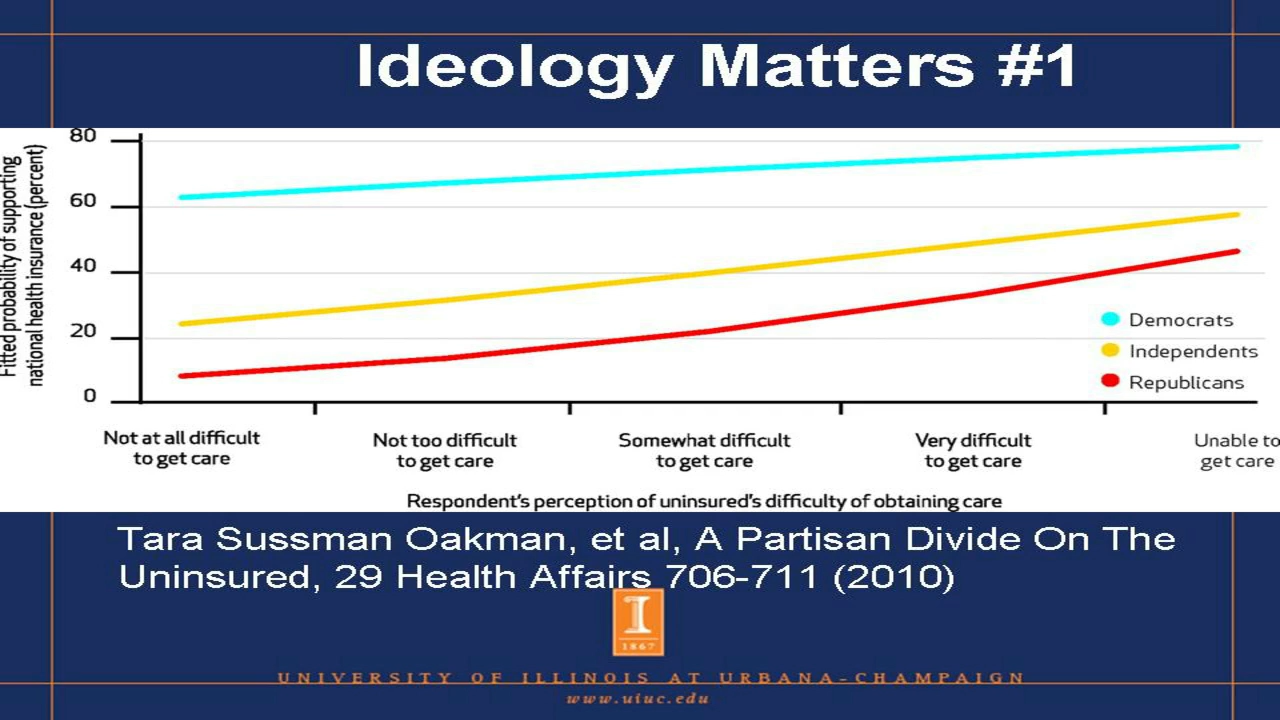 Ideology Matters #1
Fitted probability of supporting
national health insurance (percent)
80
60
40
20
0
Democrats
Independents
Republicans
Not at all difficult
to get care
Not too difficult
to get care
Somewhat difficult
to get care
Very difficult
to get care
Unable to
get care
Respondent's perception of uninsured's difficulty of obtaining care
Tara Sussman Oakman, et al, A Partisan Divide On The
Uninsured, 29 Health Affairs 706-711 (2010)
I
1867
UNIVERSITY OF ILLINOIS AT URBANA-CHAMPAIGN
www.uiuc.edu